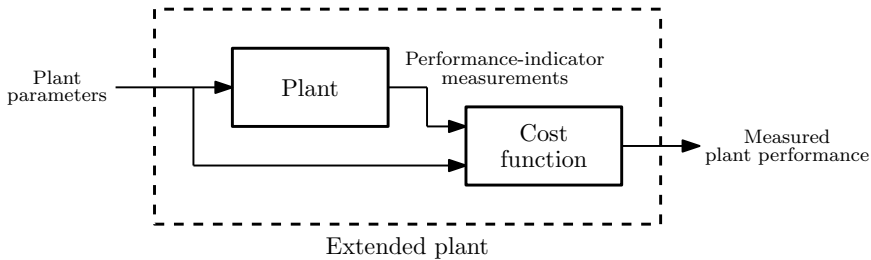 Plant
parameters
Plant
Performance-indicator
measurements
Cost
function
Measured
plant performance
Extended plant